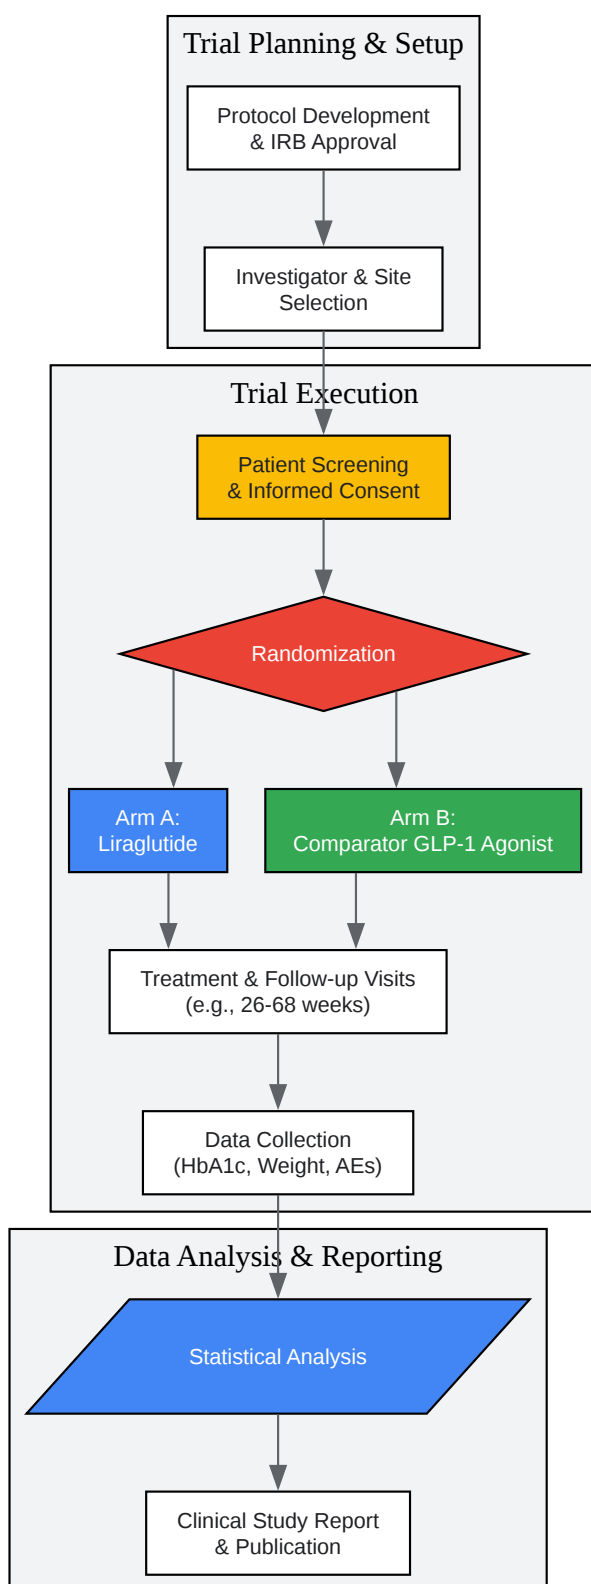 Trial Planning & Setup
Protocol Development
& IRB Approval
Investigator & Site
Selection
Trial Execution
Patient Screening
& Informed Consent
Randomization
Arm A:
Liraglutide
Arm B:
Comparator GLP-1 Agonist
Treatment & Follow-up Visits
(e.g., 26-68 weeks)
Data Collection
(HbA1c, Weight, AEs)
Data Analysis & Reporting
Statistical Analysis
Clinical Study Report
& Publication